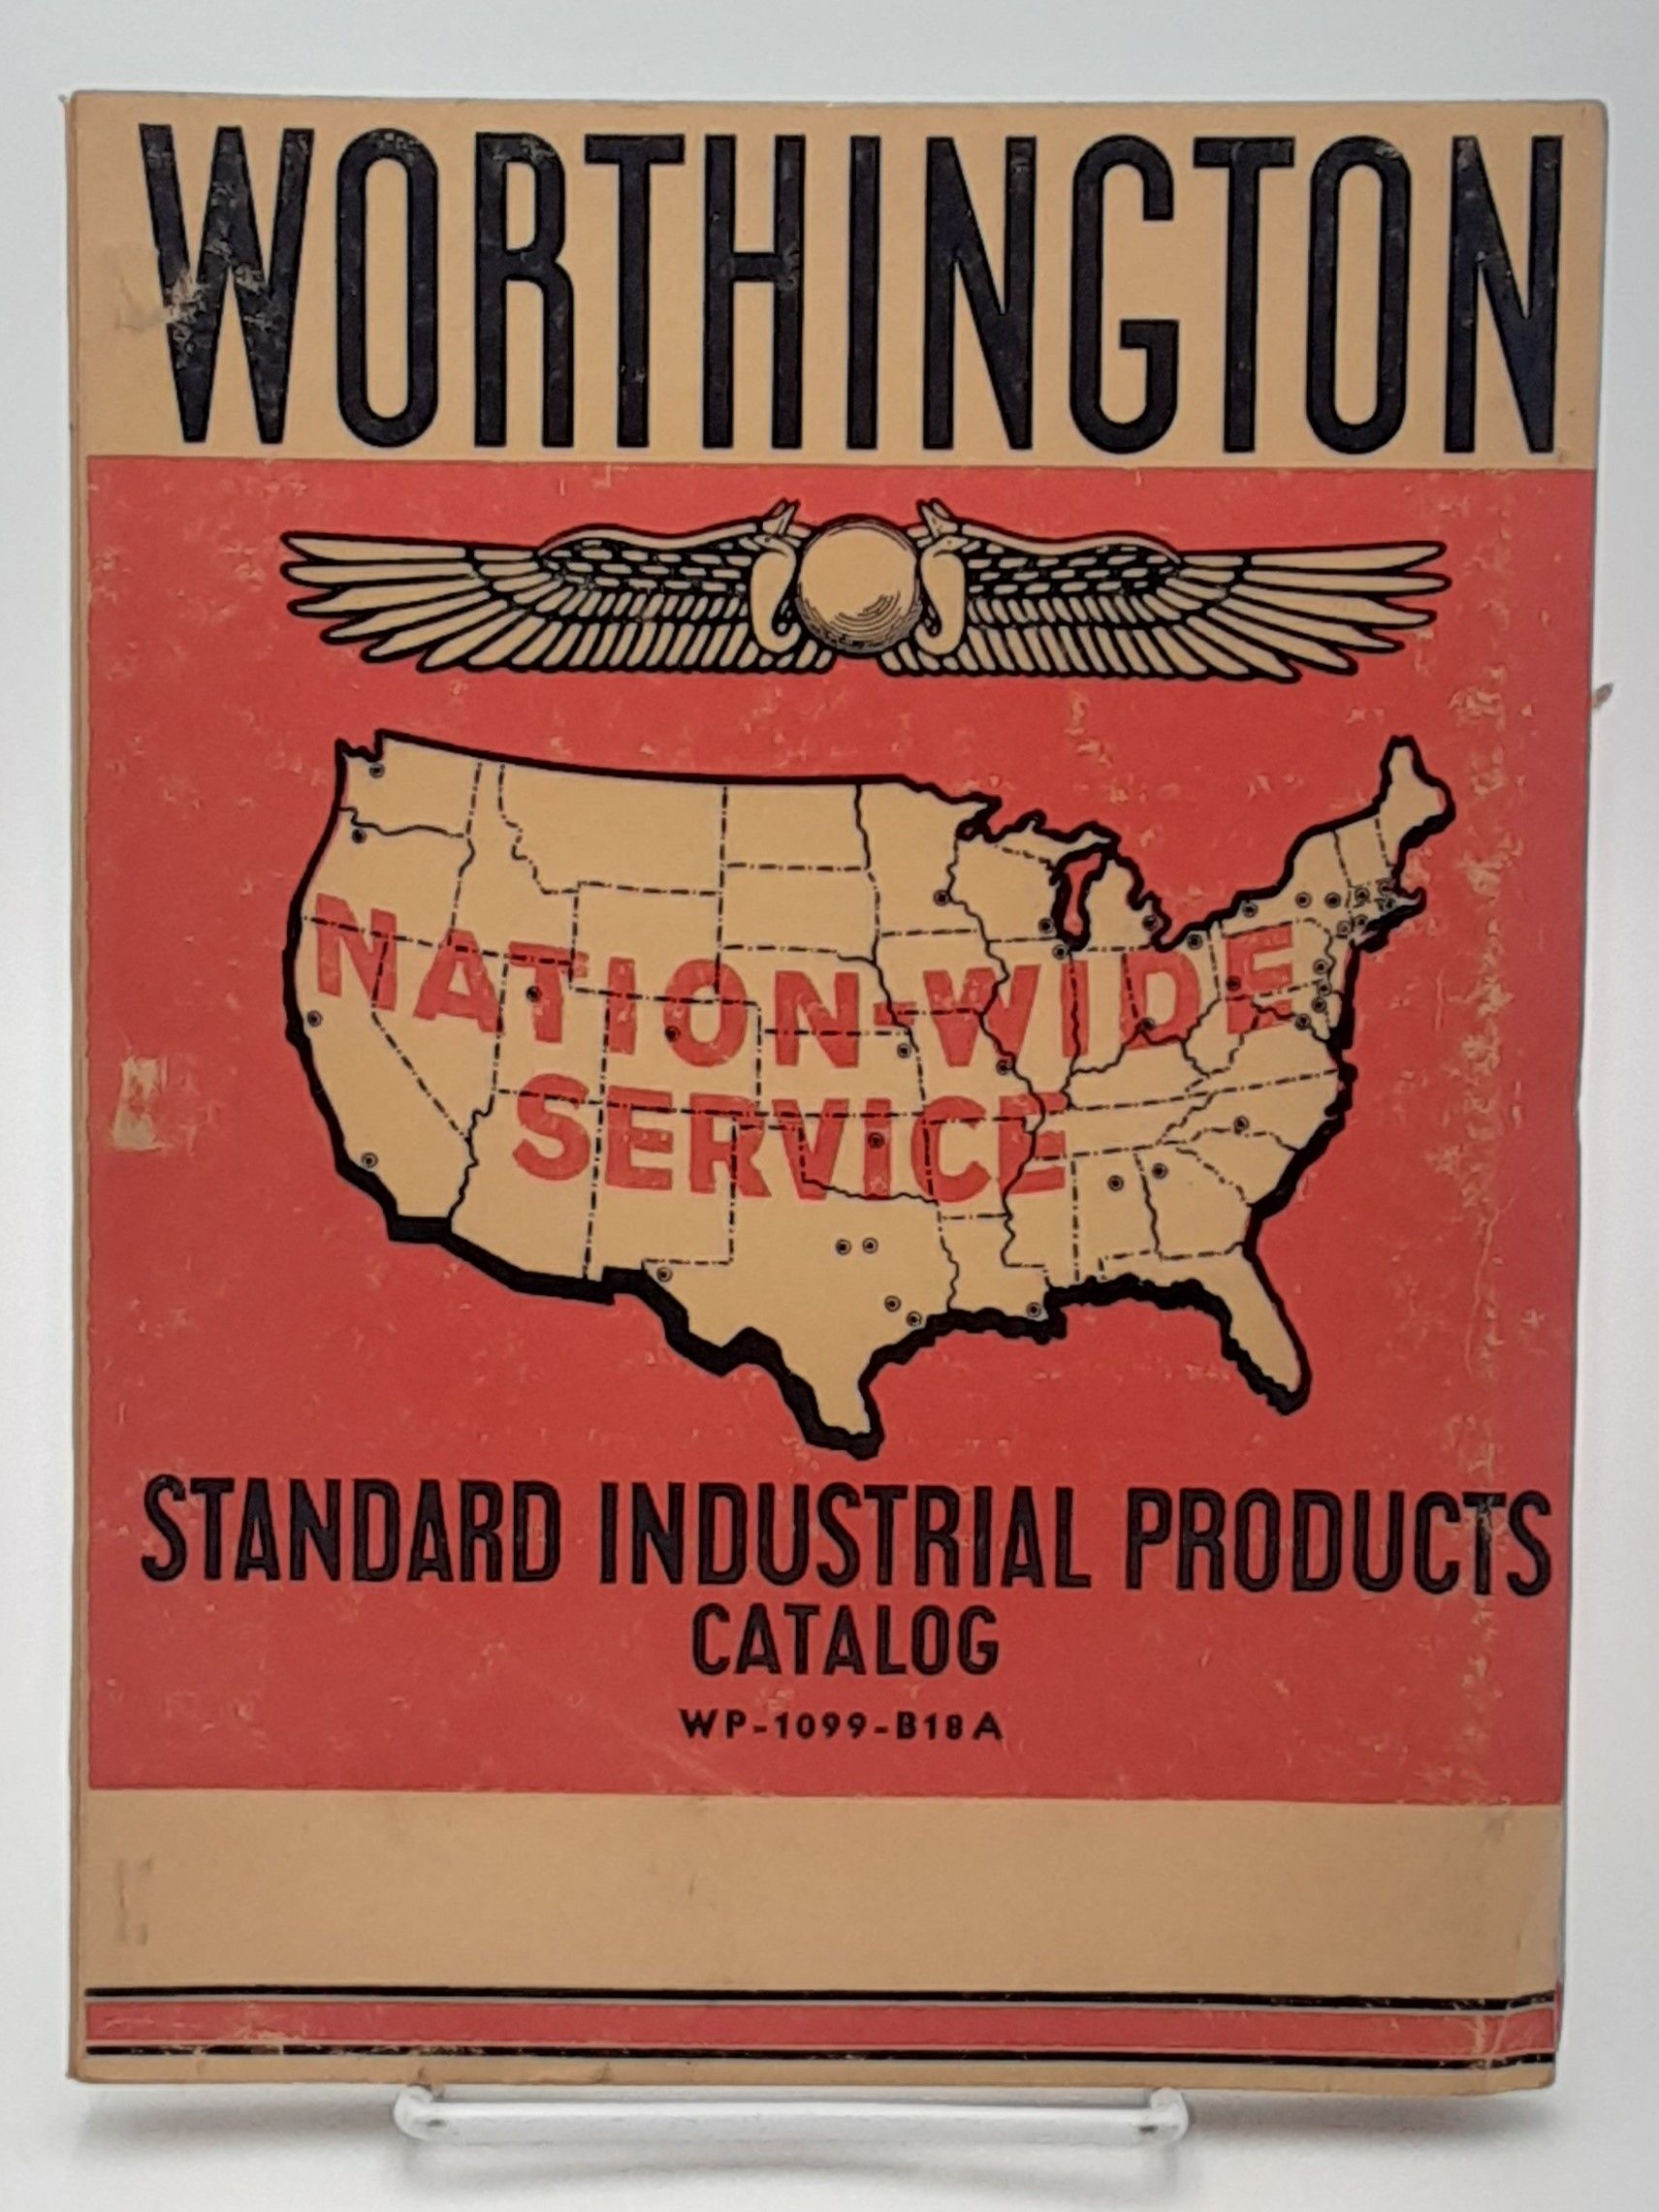 WORTHINGTON
NATION-WIDE
SERVICE
STANDARD INDUSTRIAL PRODUCTS
CATALOG
WP-1099-B18A